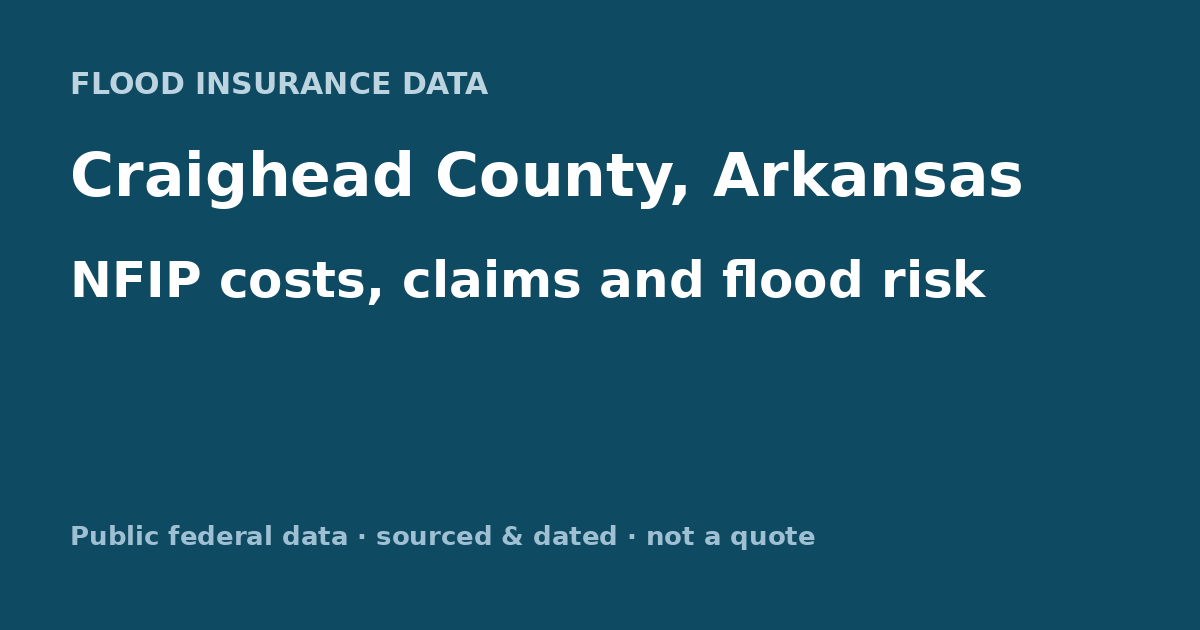 FLOOD INSURANCE DATA
Craighead County, Arkansas
NFIP costs, claims and flood risk
Public federal data · sourced & dated · not a quote